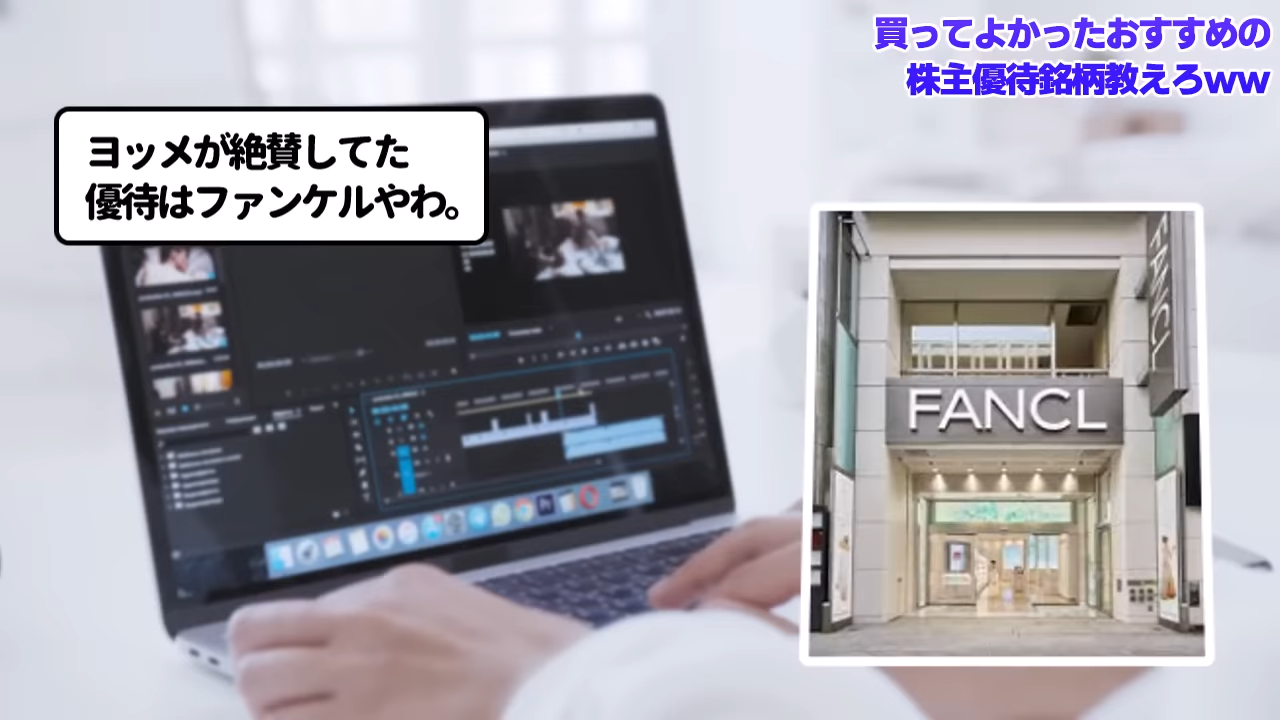 買ってよかったおすすめの
株主優待銘柄教えろww
ヨッメが絶賛してた
優待はファンケルやわ。
FANCL
FANCL